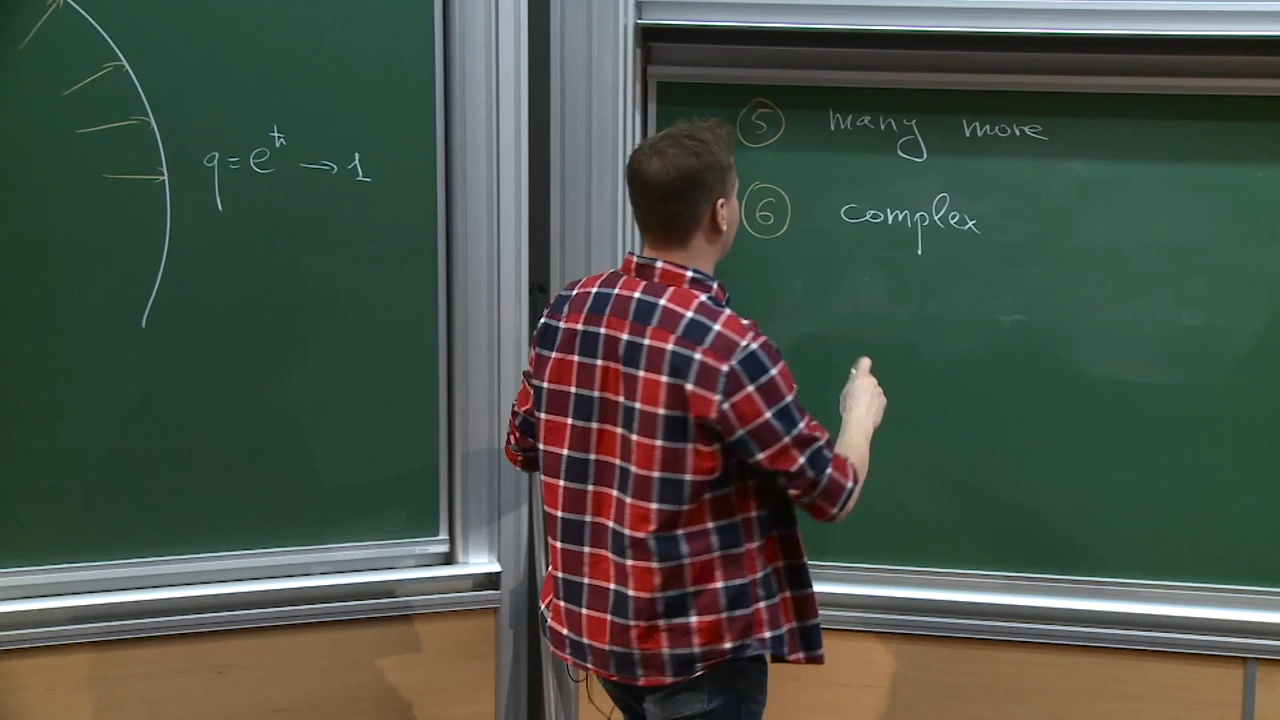 q = e^ħ → 1
⑤ many more
⑥ complex